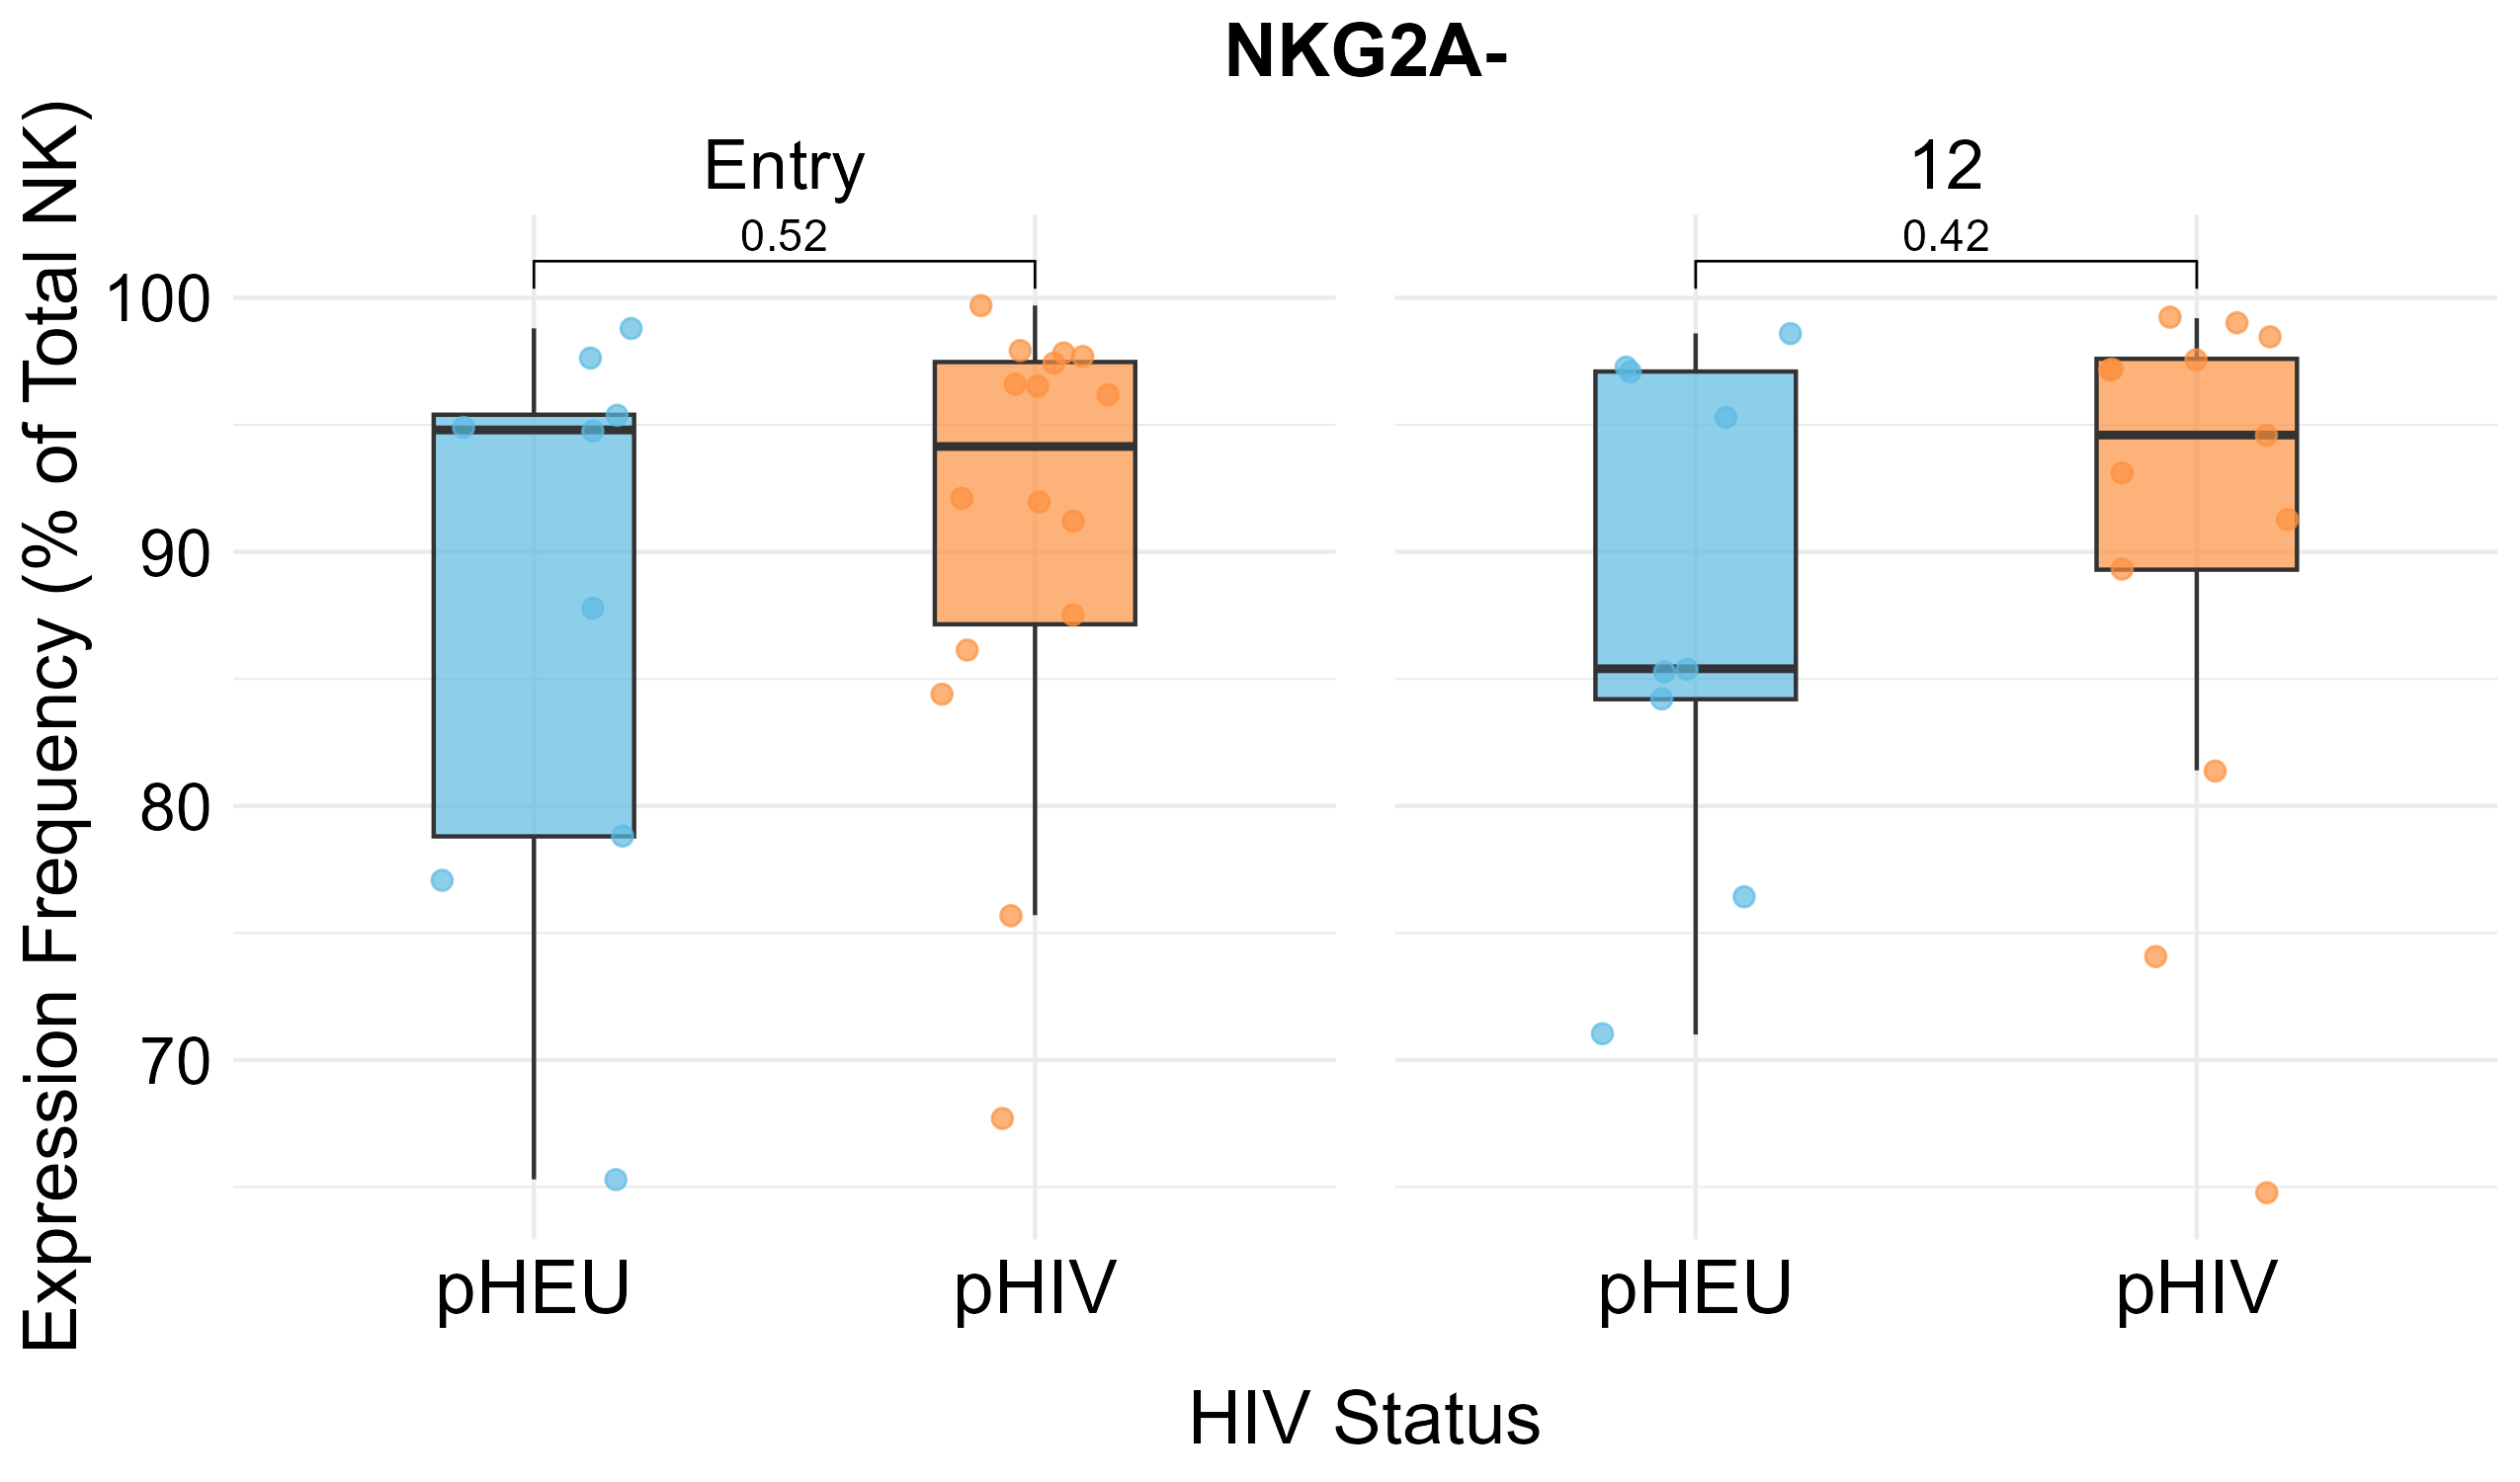 NKG2A-
Entry
12
0.52
0.42
Expression Frequency (% of Total NK)
100
90
80
70
pHEU
pHIV
pHEU
pHIV
HIV Status